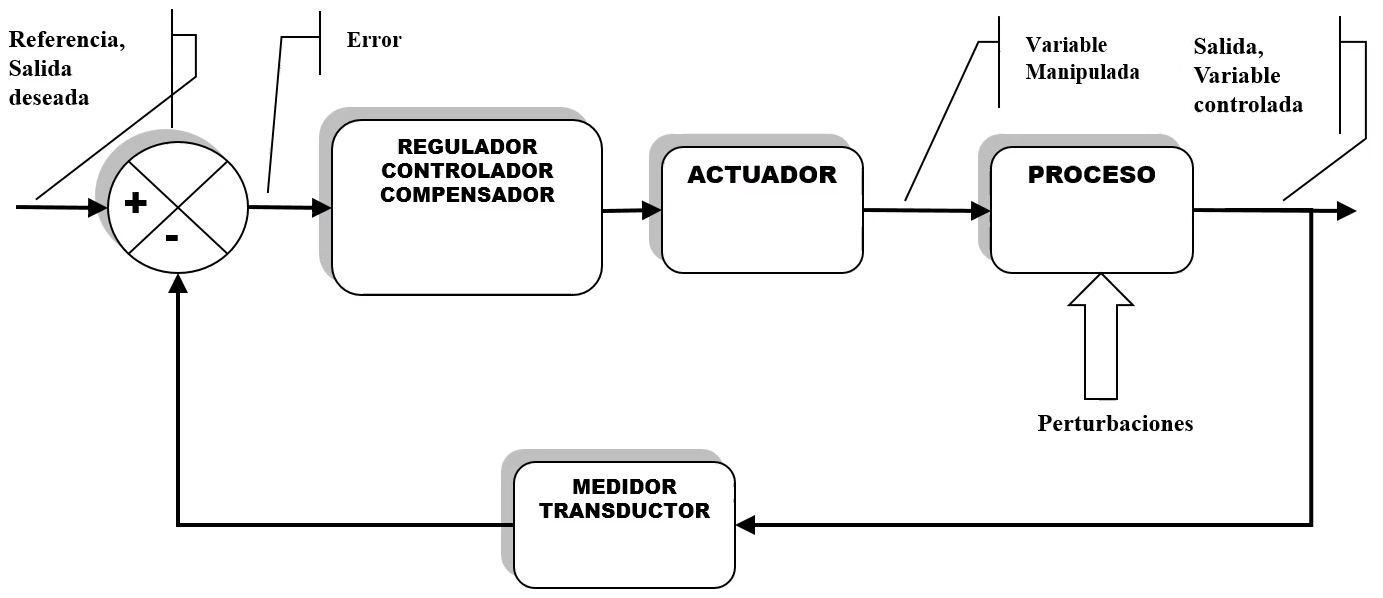 Referencia,
Salida
deseada
Error
Variable
Manipulada
Salida,
Variable
controlada
REGULADOR
CONTROLADOR
COMPENSADOR
ACTUADOR
PROCESO
+
-
Perturbaciones
MEDIDOR
TRANSDUCTOR